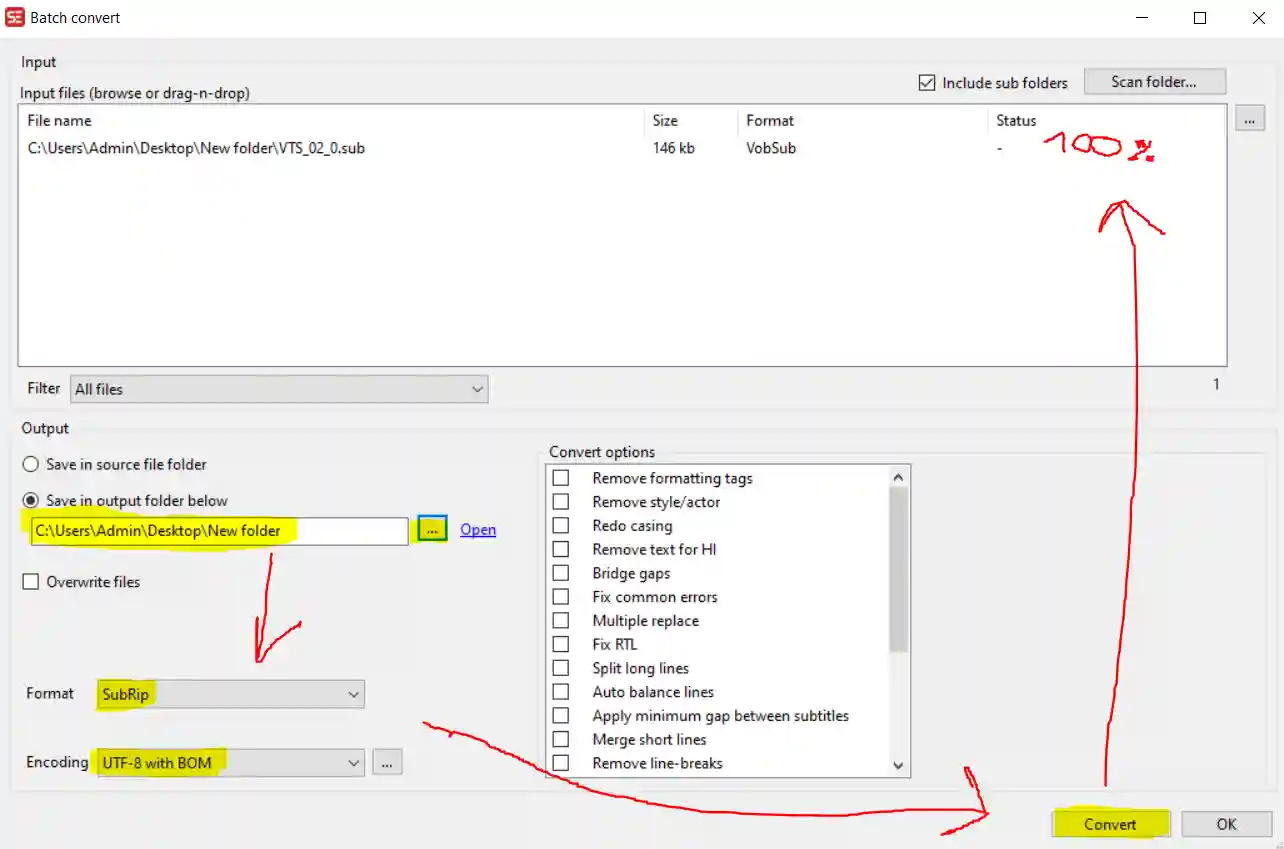 SE Batch convert
Input
Input files (browse or drag-n-drop)
Include sub folders
Scan folder...
File name Size Format Status
...
C:\Users\Admin\Desktop\New folder\VTS_02_0.sub 146 kb VobSub - 100%
Filter All files
1
Output
Save in source file folder
Save in output folder below
C:\Users\Admin\Desktop\New folder ... Open
Overwrite files
Format SubRip
Encoding UTF-8 with BOM ...
Convert options
Remove formatting tags
Remove style/actor
Redo casing
Remove text for HI
Bridge gaps
Fix common errors
Multiple replace
Fix RTL
Split long lines
Auto balance lines
Apply minimum gap between subtitles
Merge short lines
Remove line-breaks
Convert OK